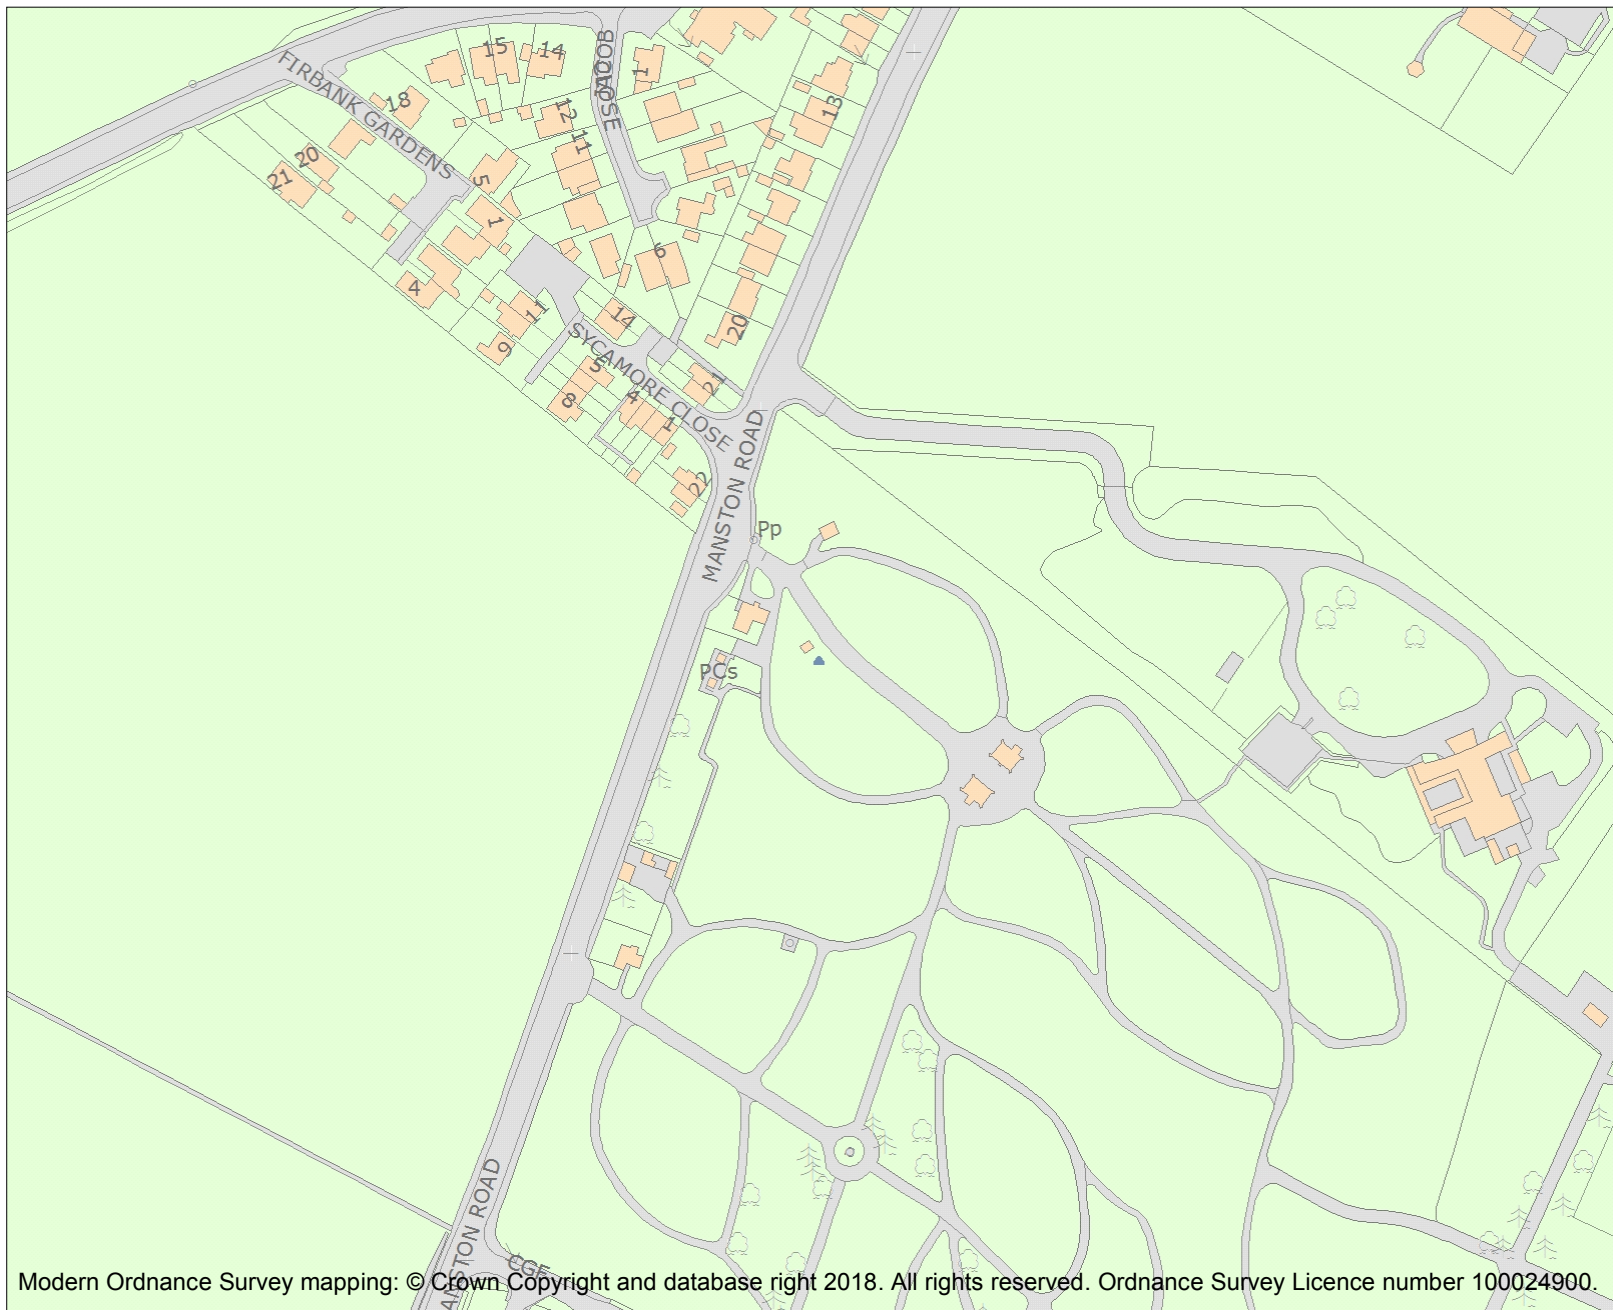 FIRBANK GARDENS
15
14
18
12
11
1
13
20
21
5
1
4
6
11
9
14
20
SYCAMORE CLOSE
5
8
4
1
21
22
MANSTON ROAD
Pp
PCs
MANSTON ROAD
CGE
Modern Ordnance Survey mapping: © Crown Copyright and database right 2018. All rights reserved. Ordnance Survey Licence number 100024900.